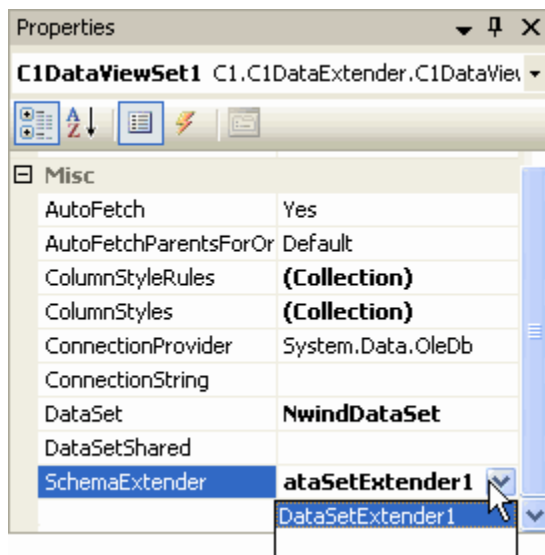 Properties
C1DataViewSet1 C1.C1DataExtender.C1DataView
Misc
AutoFetch Yes
AutoFetchParentsForOr Default
ColumnStyleRules (Collection)
ColumnStyles (Collection)
ConnectionProvider System.Data.OleDb
ConnectionString
DataSet NwindDataSet
DataSetShared
SchemaExtender ataSetExtender1
DataSetExtender1